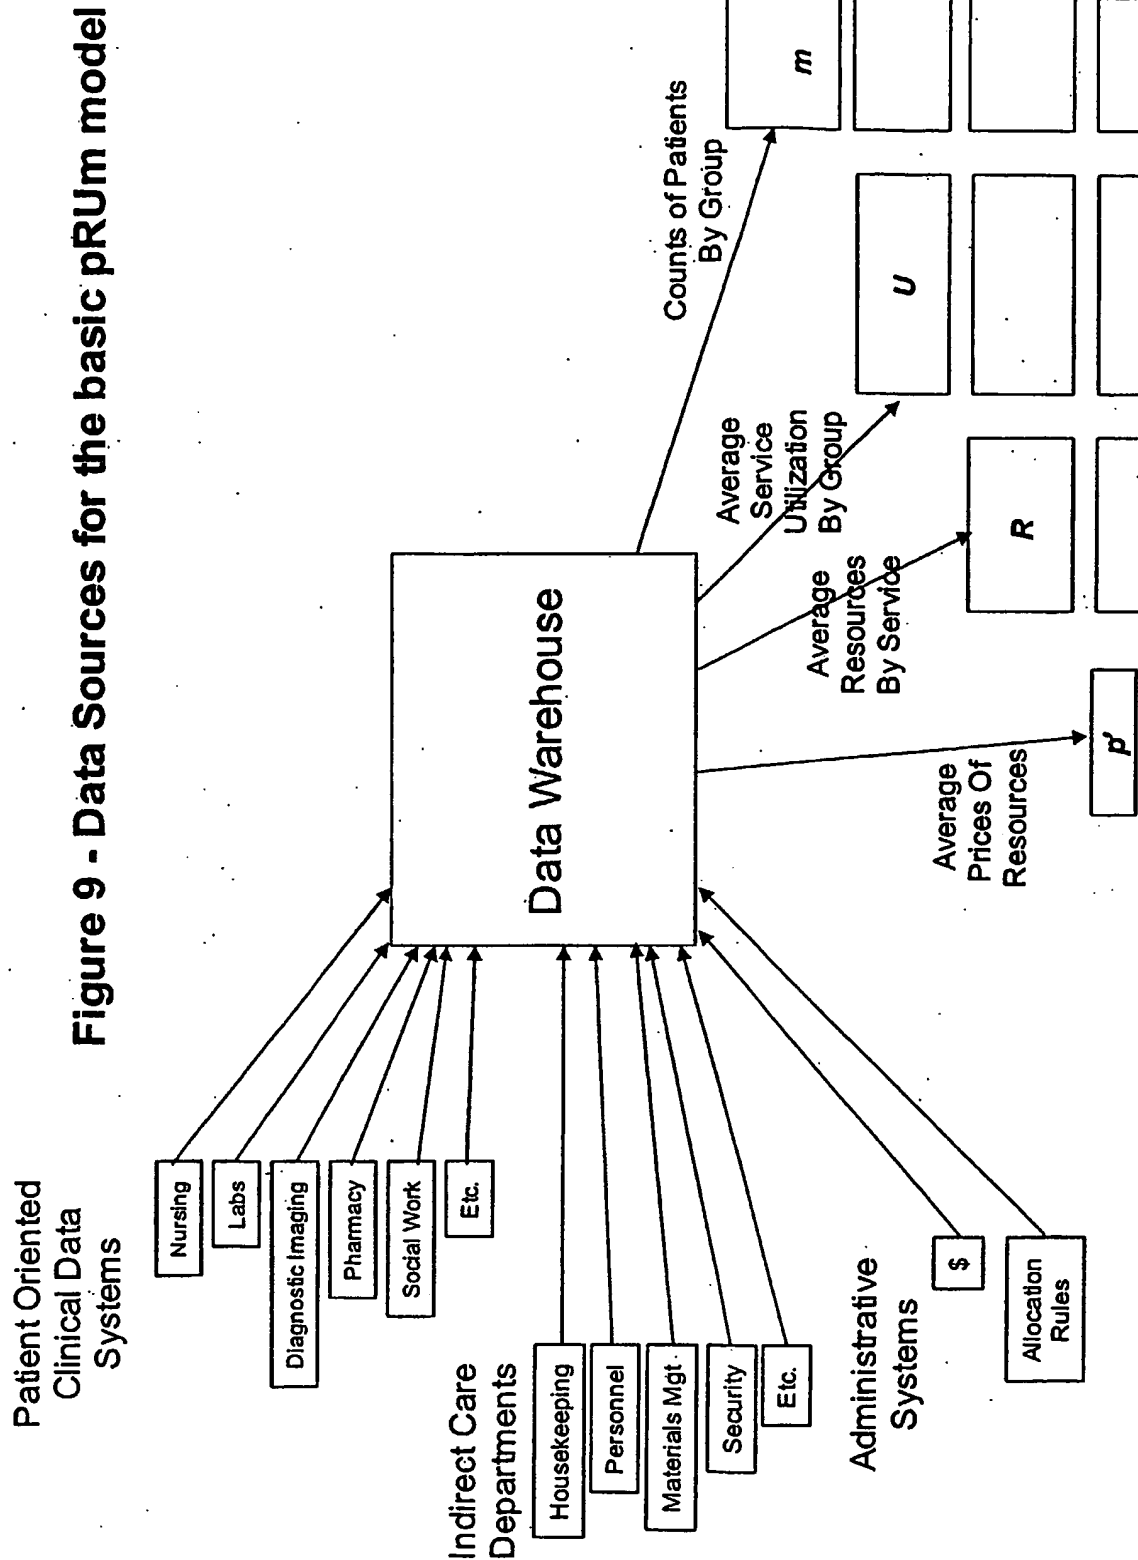 Figure 9 - Data Sources for the basic pRUm model
Patient Oriented
Clinical Data
Systems
Nursing
Labs
Diagnostic Imaging
Pharmacy
Social Work
Etc.
Indirect Care
Departments
Housekeeping
Personnel
Materials Mgt
Security
Etc.
Administrative
Systems
$
Allocation
Rules
Data Warehouse
Counts of Patients
By Group
Average
Service
Utilization
By Group
Average
Resources
By Service
Average
Prices Of
Resources
m
U
R
p'